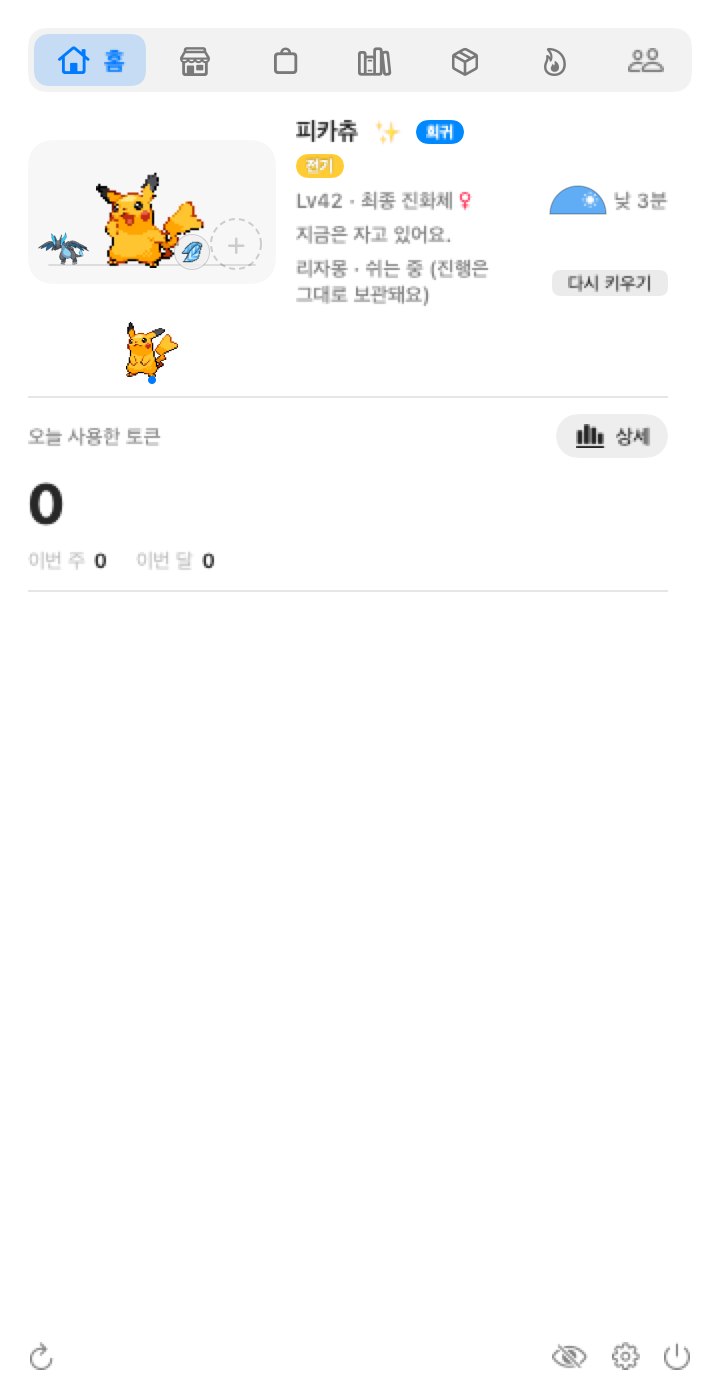 홈
피카츄 ✨ 희귀
전기
Lv42 · 최종 진화체 ♀
낮 3분
지금은 자고 있어요.
리자몽 · 쉬는 중 (진행은
그대로 보관돼요)
다시 키우기
오늘 사용한 토큰
상세
0
이번 주 0 이번 달 0